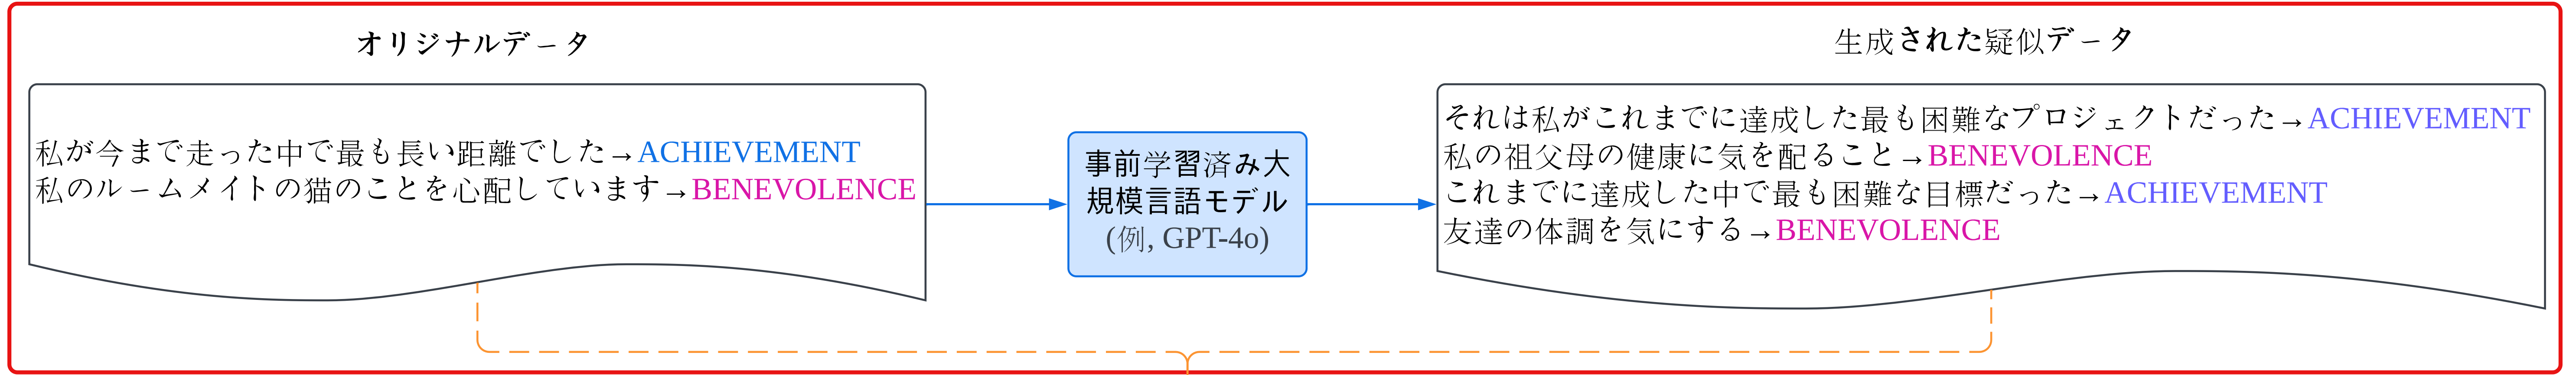 オリジナルデータ
私が今まで走った中で最も長い距離でした→ACHIEVEMENT
私のルームメイトの猫のことを心配しています→BENEVOLENCE
事前学習済み大
規模言語モデル
(例, GPT-4o)
生成された疑似データ
それは私がこれまでに達成した最も困難なプロジェクトだった→ACHIEVEMENT
私の祖父母の健康に気を配ること→BENEVOLENCE
これまでに達成した中で最も困難な目標だった→ACHIEVEMENT
友達の体調を気にする→BENEVOLENCE